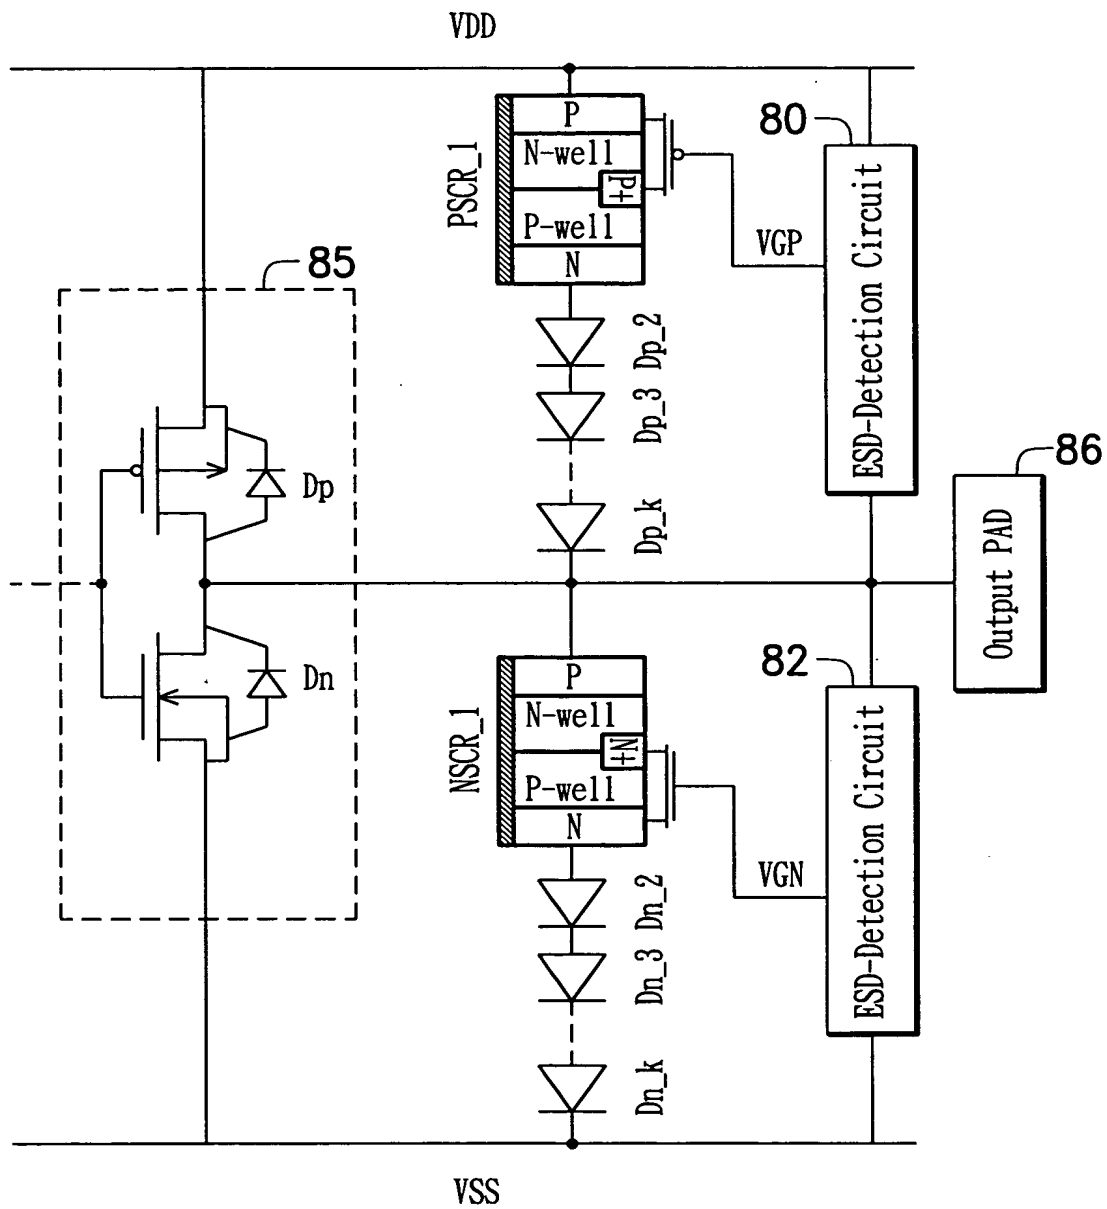 VDD
P
N-well
P+
P-well
N
PSCR_1
80
ESD-Detection Circuit
VGP
85
Dp_2
Dp_3
Dp_k
Dp
86
Output PAD
82
ESD-Detection Circuit
P
N-well
N+
P-well
N
NSCR_1
Dn
VGN
Dn_2
Dn_3
Dn_k
VSS